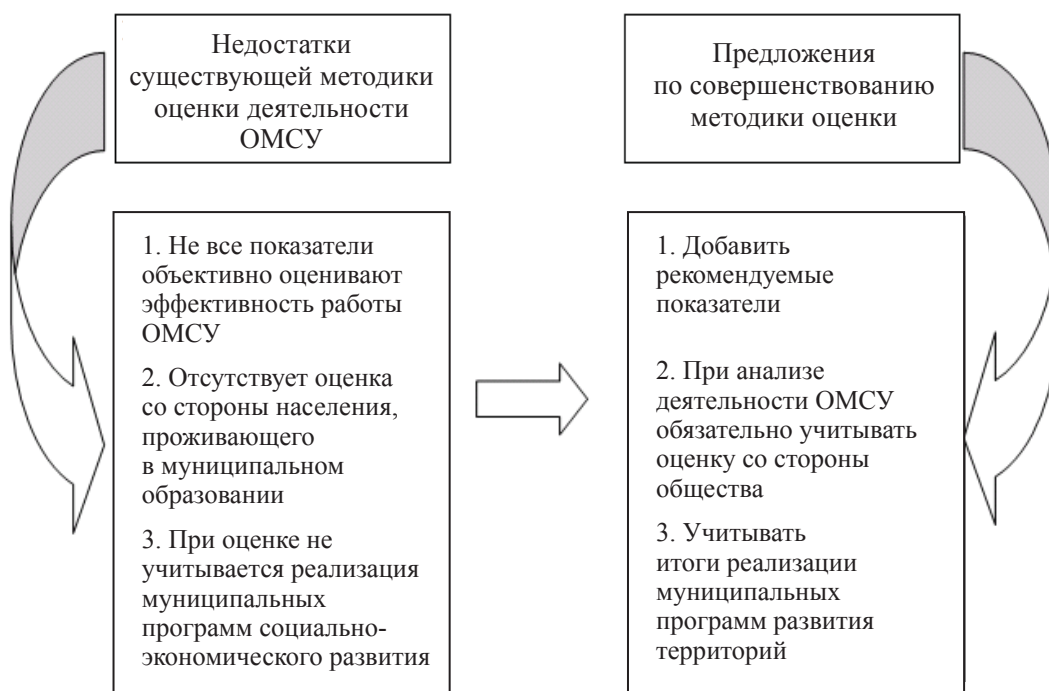 Недостатки
существующей методики
оценки деятельности
ОМСУ
1. Не все показатели
объективно оценивают
эффективность работы
ОМСУ
2. Отсутствует оценка
со стороны населения,
проживающего
в муниципальном
образовании
3. При оценке не
учитывается реализация
муниципальных
программ социально-
экономического развития
Предложения
по совершенствованию
методики оценки
1. Добавить
рекомендуемые
показатели
2. При анализе
деятельности ОМСУ
обязательно учитывать
оценку со стороны
общества
3. Учитывать
итоги реализации
муниципальных
программ развития
территорий